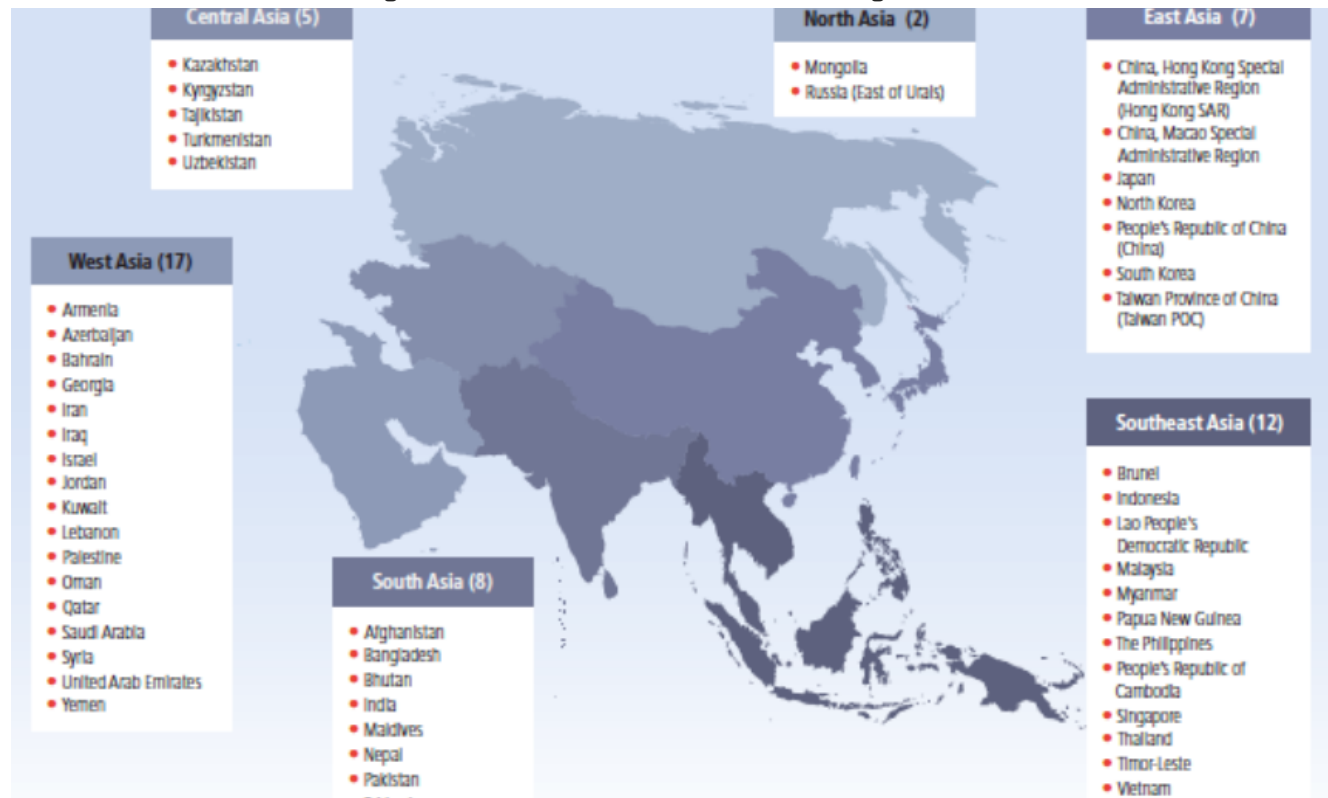 Central Asia (5)
Kazakhstan
Kyrgyzstan
Tajikistan
Turkmenistan
Uzbekistan
North Asia (2)
Mongolia
Russia (East of Urals)
East Asia (7)
China, Hong Kong Special
Administrative Region
(Hong Kong SAR)
China, Macao Special
Administrative Region
Japan
North Korea
People's Republic of China
(China)
South Korea
Taiwan Province of China
(Taiwan POC)
West Asia (17)
Armenia
Azerbaijan
Bahrain
Georgia
Iran
Iraq
Israel
Jordan
Kuwait
Lebanon
Palestine
Oman
Qatar
Saudi Arabia
Syria
United Arab Emirates
Yemen
South Asia (8)
Afghanistan
Bangladesh
Bhutan
India
Maldives
Nepal
Pakistan
Southeast Asia (12)
Brunei
Indonesia
Lao People's
Democratic Republic
Malaysia
Myanmar
Papua New Guinea
The Philippines
People's Republic of
Cambodia
Singapore
Thailand
Timor-Leste
Vietnam